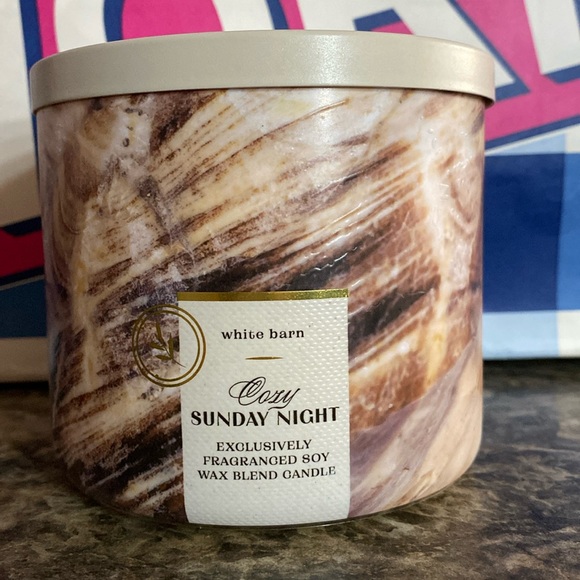 white barn
Cozy
SUNDAY NIGHT
EXCLUSIVELY
FRAGRANCED SOY
WAX BLEND CANDLE